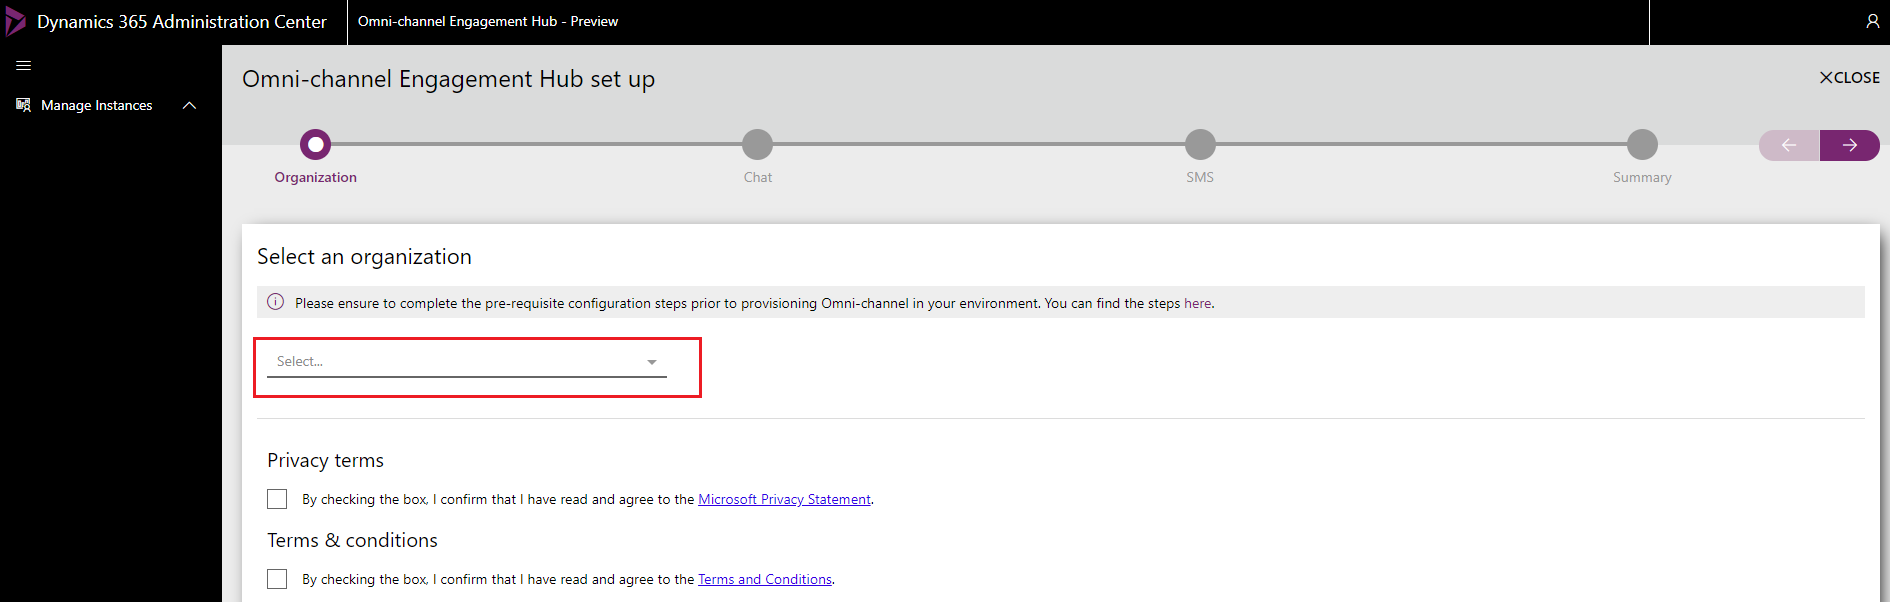 Dynamics 365 Administration Center
Omni-channel Engagement Hub - Preview
Manage Instances
Omni-channel Engagement Hub set up
CLOSE
Organization
Chat
SMS
Summary
Select an organization
Please ensure to complete the pre-requisite configuration steps prior to provisioning Omni-channel in your environment. You can find the steps here.
Select...
Privacy terms
By checking the box, I confirm that I have read and agree to the Microsoft Privacy Statement.
Terms & conditions
By checking the box, I confirm that I have read and agree to the Terms and Conditions.